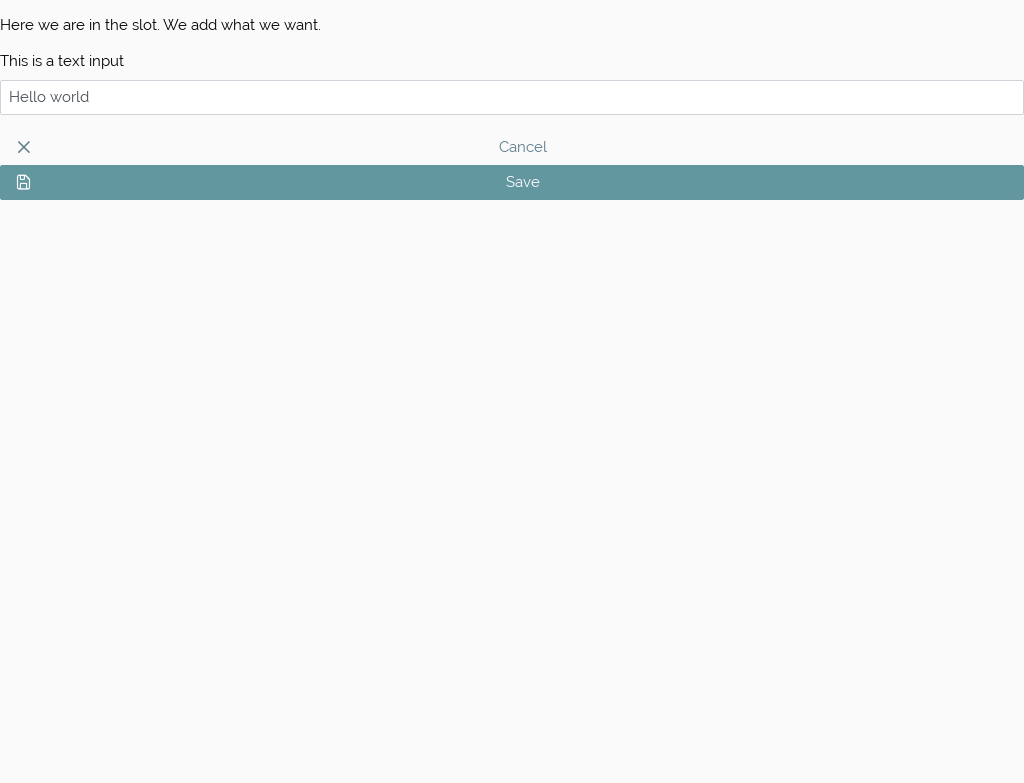 Here we are in the slot. We add what we want.
This is a text input
Hello world
Cancel
Save